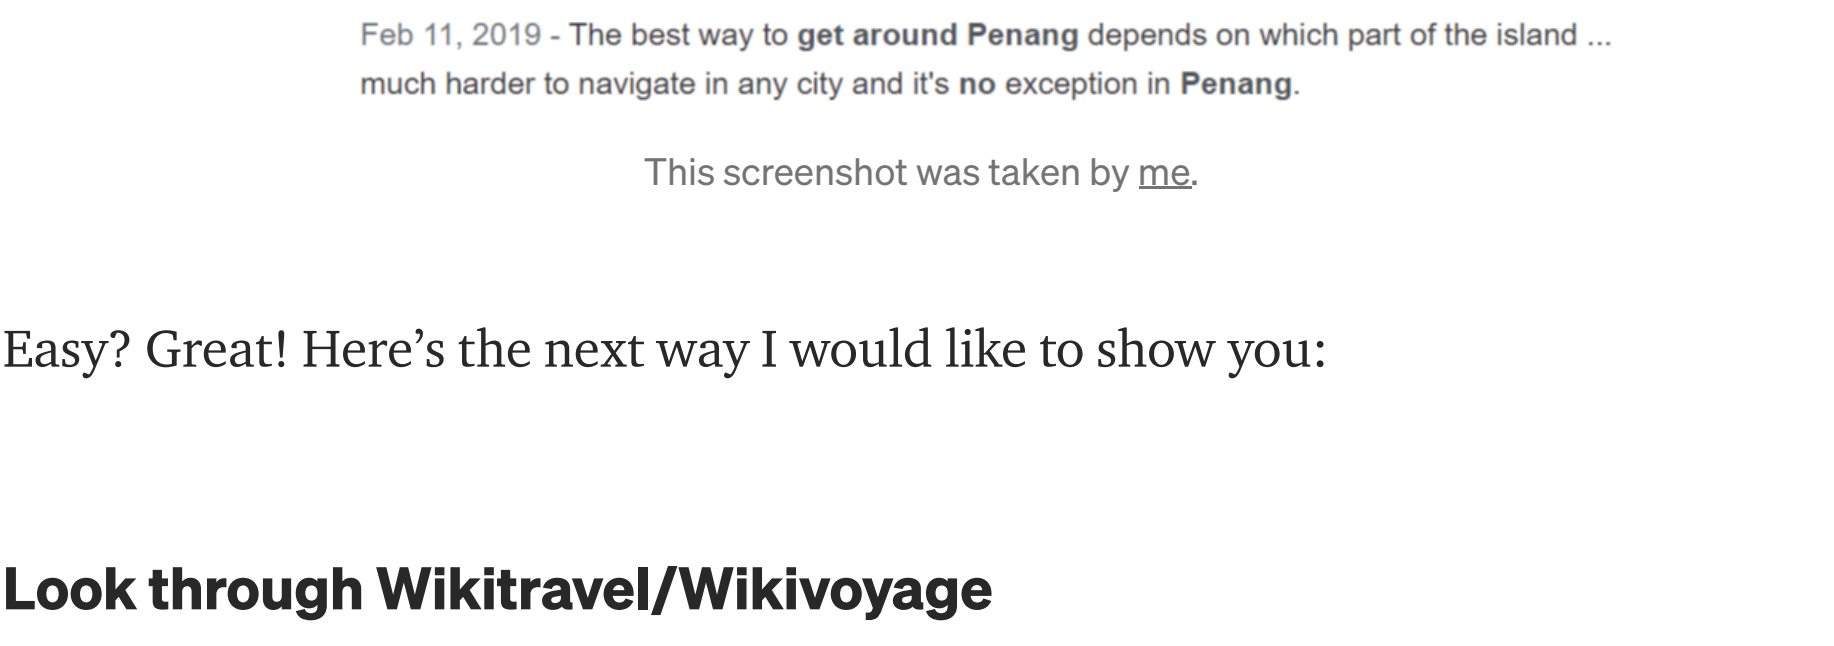 Feb 11, 2019 - The best way to get around Penang depends on which part of the island ...
much harder to navigate in any city and it's no exception in Penang.
This screenshot was taken by me.
Easy? Great! Here’s the next way I would like to show you:
Look through Wikitravel/Wikivoyage